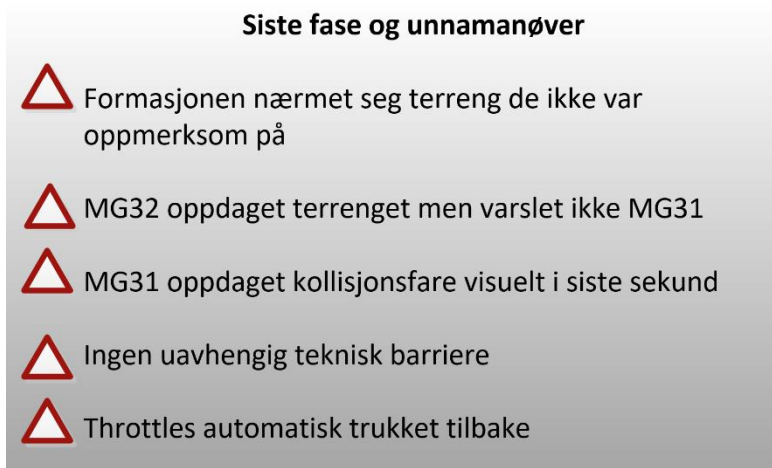 Siste fase og unnamanøver
Formasjonen nærmet seg terreng de ikke var
oppmerksom på
MG32 oppdaget terrenget men varslet ikke MG31
MG31 oppdaget kollisjonsfare visuelt i siste sekund
Ingen uavhengig teknisk barriere
Throttles automatisk trukket tilbake